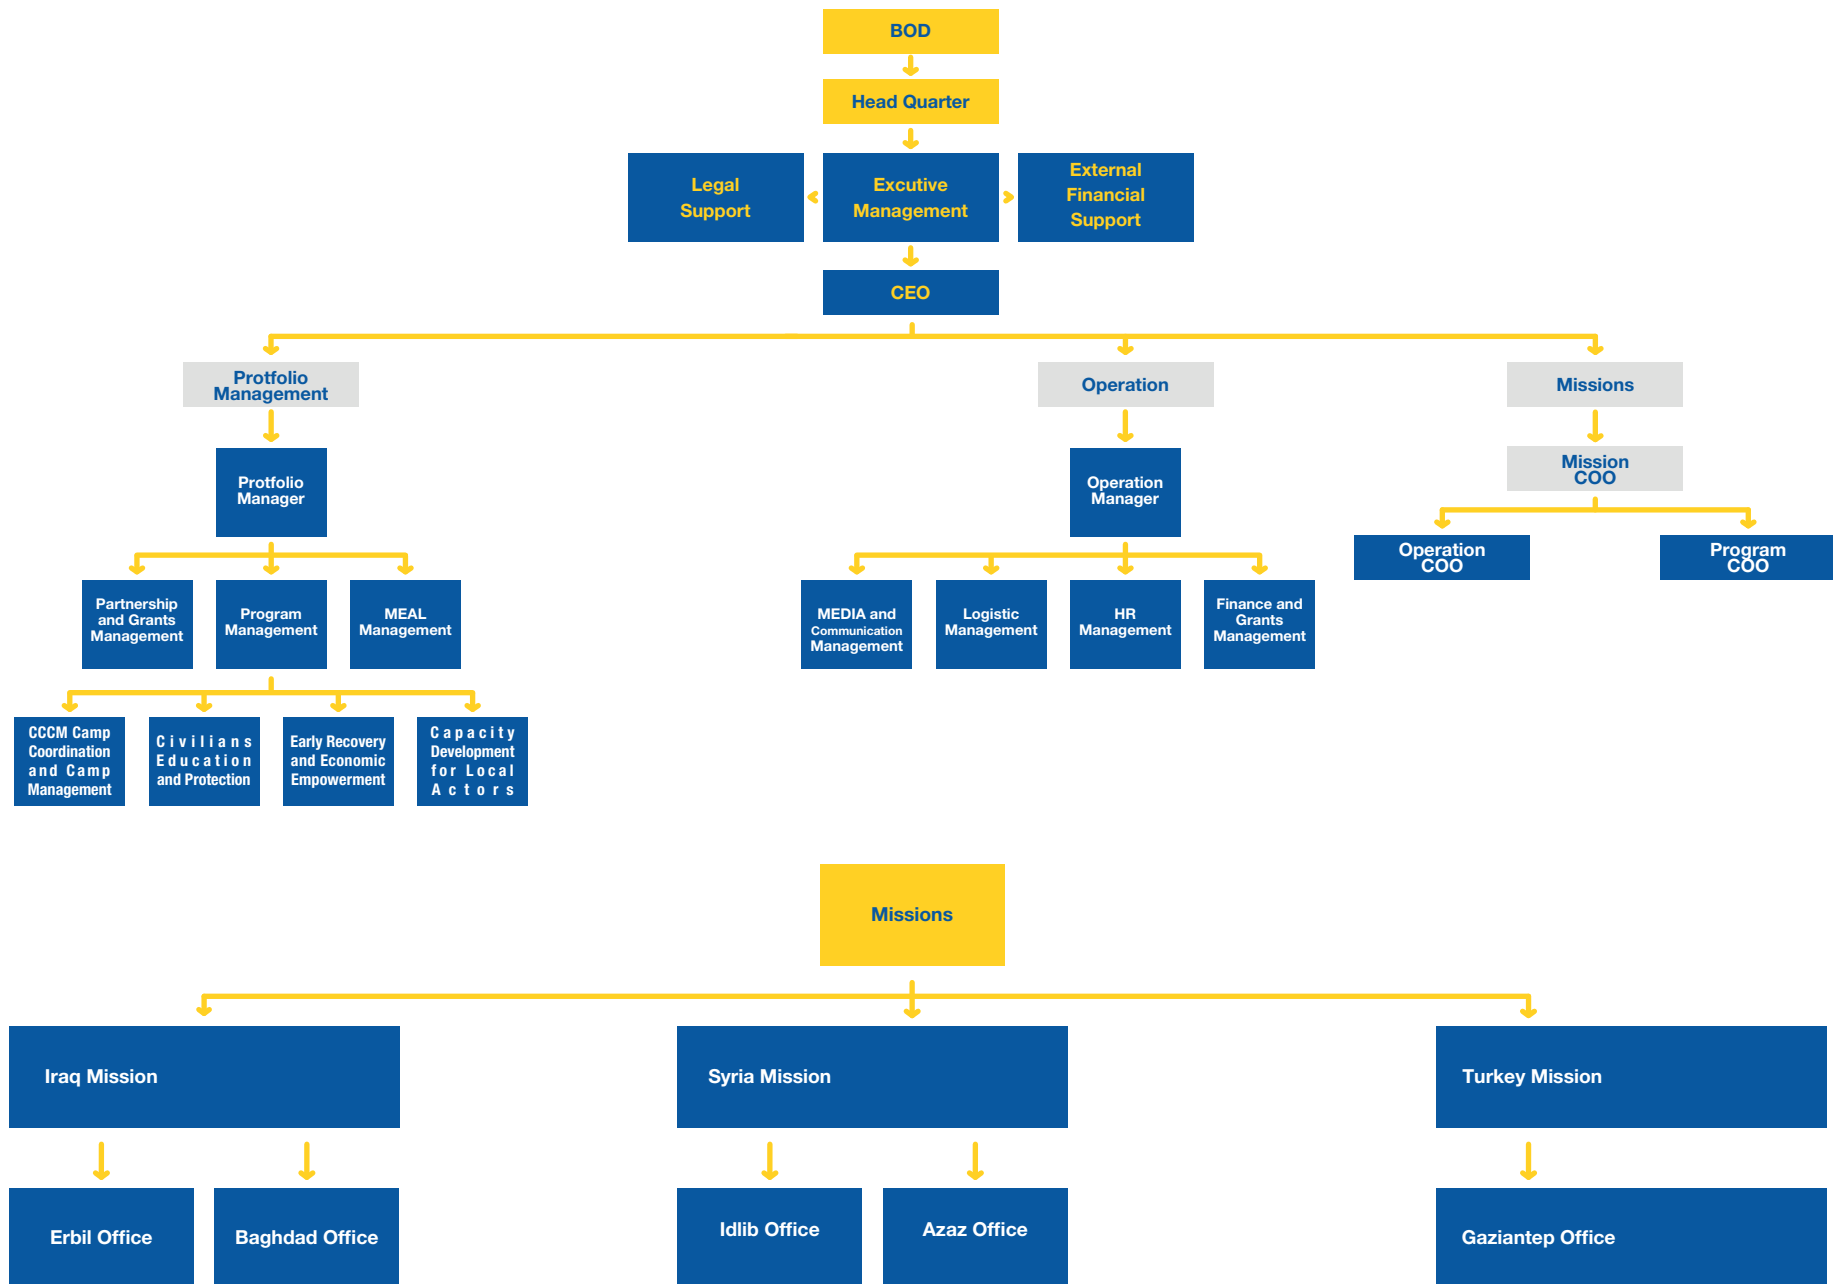 BOD
Head Quarter
Legal
Support
Excutive
Management
External
Financial
Support
CEO
Protfolio
Management
Operation
Missions
Protfolio
Manager
Operation
Manager
Mission
COO
Operation
COO
Program
COO
Partnership
and Grants
Management
Program
Management
MEAL
Management
MEDIA and
Communication
Management
Logistic
Management
HR
Management
Finance and
Grants
Management
CCCM Camp
Coordination
and Camp
Management
Civilians
Education
and Protection
Early Recovery
and Economic
Empowerment
Capacity
Development
for Local
Actors
Missions
Iraq Mission
Syria Mission
Turkey Mission
Erbil Office
Baghdad Office
Idlib Office
Azaz Office
Gaziantep Office